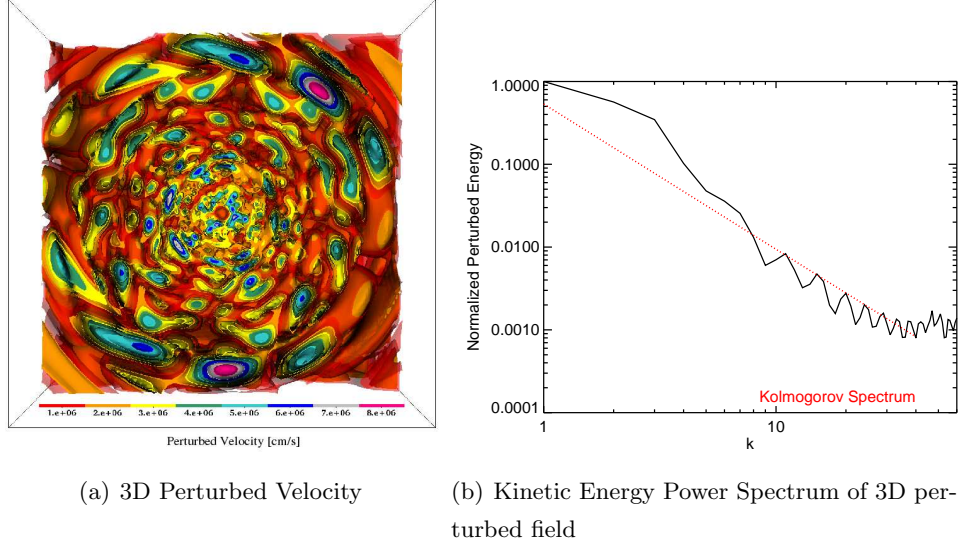 1.e+06 2.e+06 3.e+06 4.e+06 5.e+06 6.e+06 7.e+06 8.e+06
Perturbed Velocity [cm/s]
(a) 3D Perturbed Velocity
Normalized Perturbed Energy
1.0000
0.1000
0.0100
0.0010
0.0001
Kolmogorov Spectrum
1 10
k
(b) Kinetic Energy Power Spectrum of 3D per-
turbed field